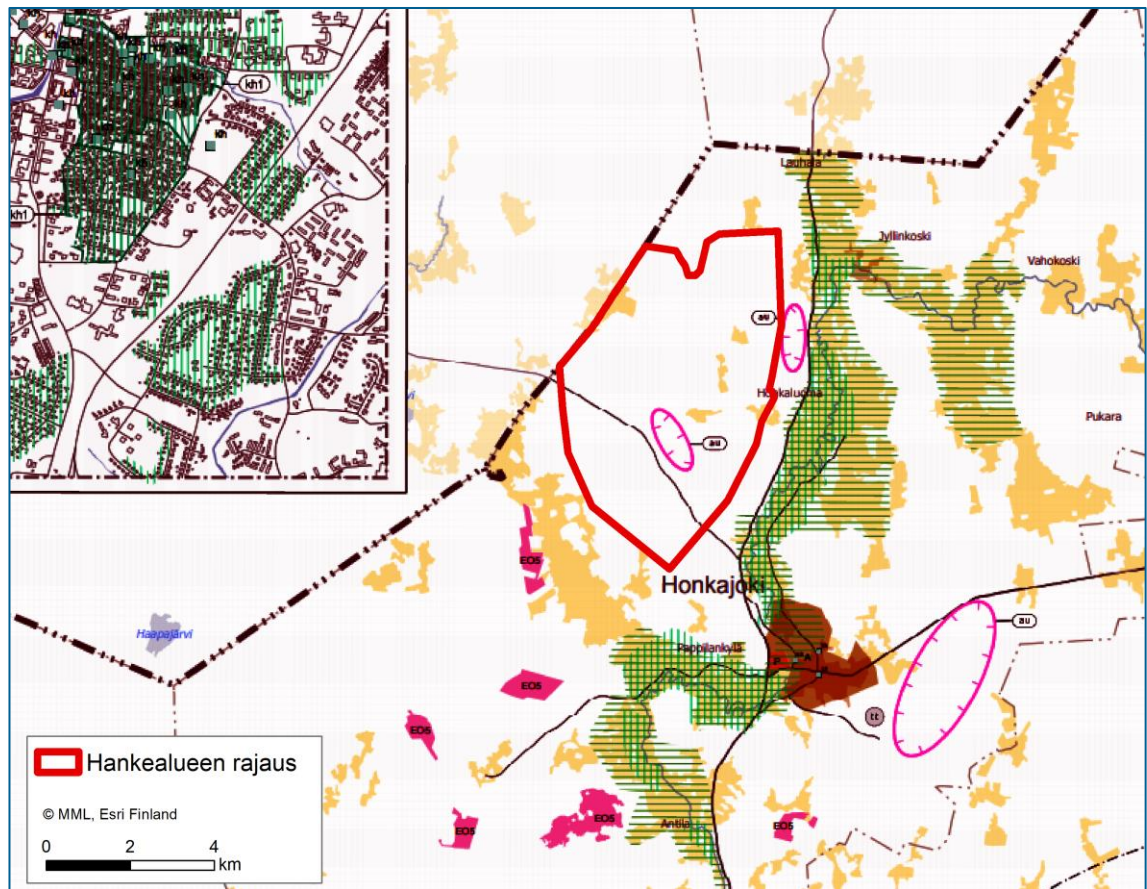 kh1
kh
kh1
Lauhala
Jyllinkoski
Vahokoski
au
Honkaluoma
Pukara
au
EO5
Honkajoki
Haapajärvi
au
Pappilankylä
P
A
EO5
tt
EO5
Hankealueen rajaus
© MML, Esri Finland
EO5
EO5
EO5
Antila
0 2 4
km